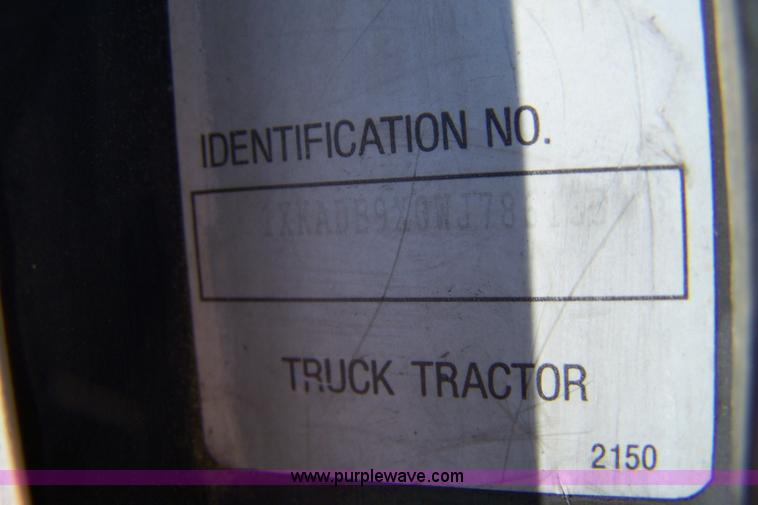 IDENTIFICATION NO.
TRUCK TRACTOR
2150
www.purplewave.com